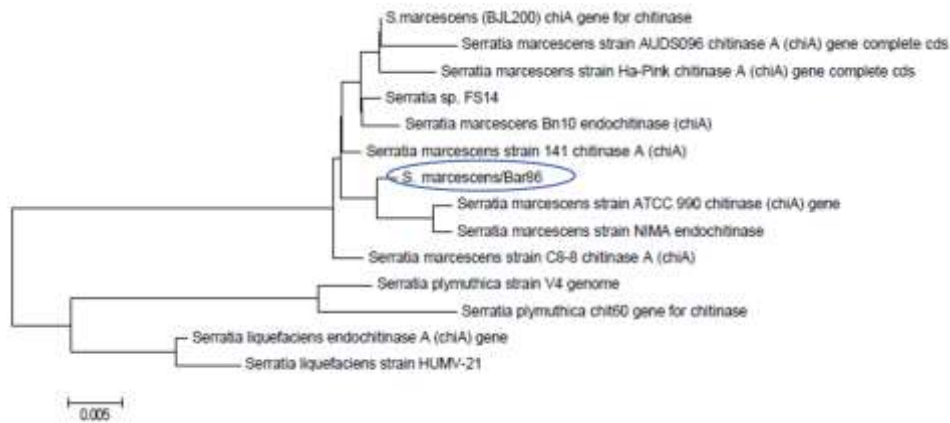 S.marcescens (BJL200) chiA gene for chitinase
Serratia marcescens strain AUDS096 chitinase A (chiA) gene complete cds
Serratia marcescens strain Ha-Pink chitinase A (chiA) gene complete cds
Serratia sp. FS14
Serratia marcescens Bn10 endochitinase (chiA)
Serratia marcescens strain 141 chitinase A (chiA)
S. marcescens/Bar86
Serratia marcescens strain ATCC 990 chitinase (chiA) gene
Serratia marcescens strain NIMA endochitinase
Serratia marcescens strain C8-8 chitinase A (chiA)
Serratia plymuthica strain V4 genome
Serratia plymuthica chit60 gene for chitinase
Serratia liquefaciens endochitinase A (chiA) gene
Serratia liquefaciens strain HUMV-21
0.005